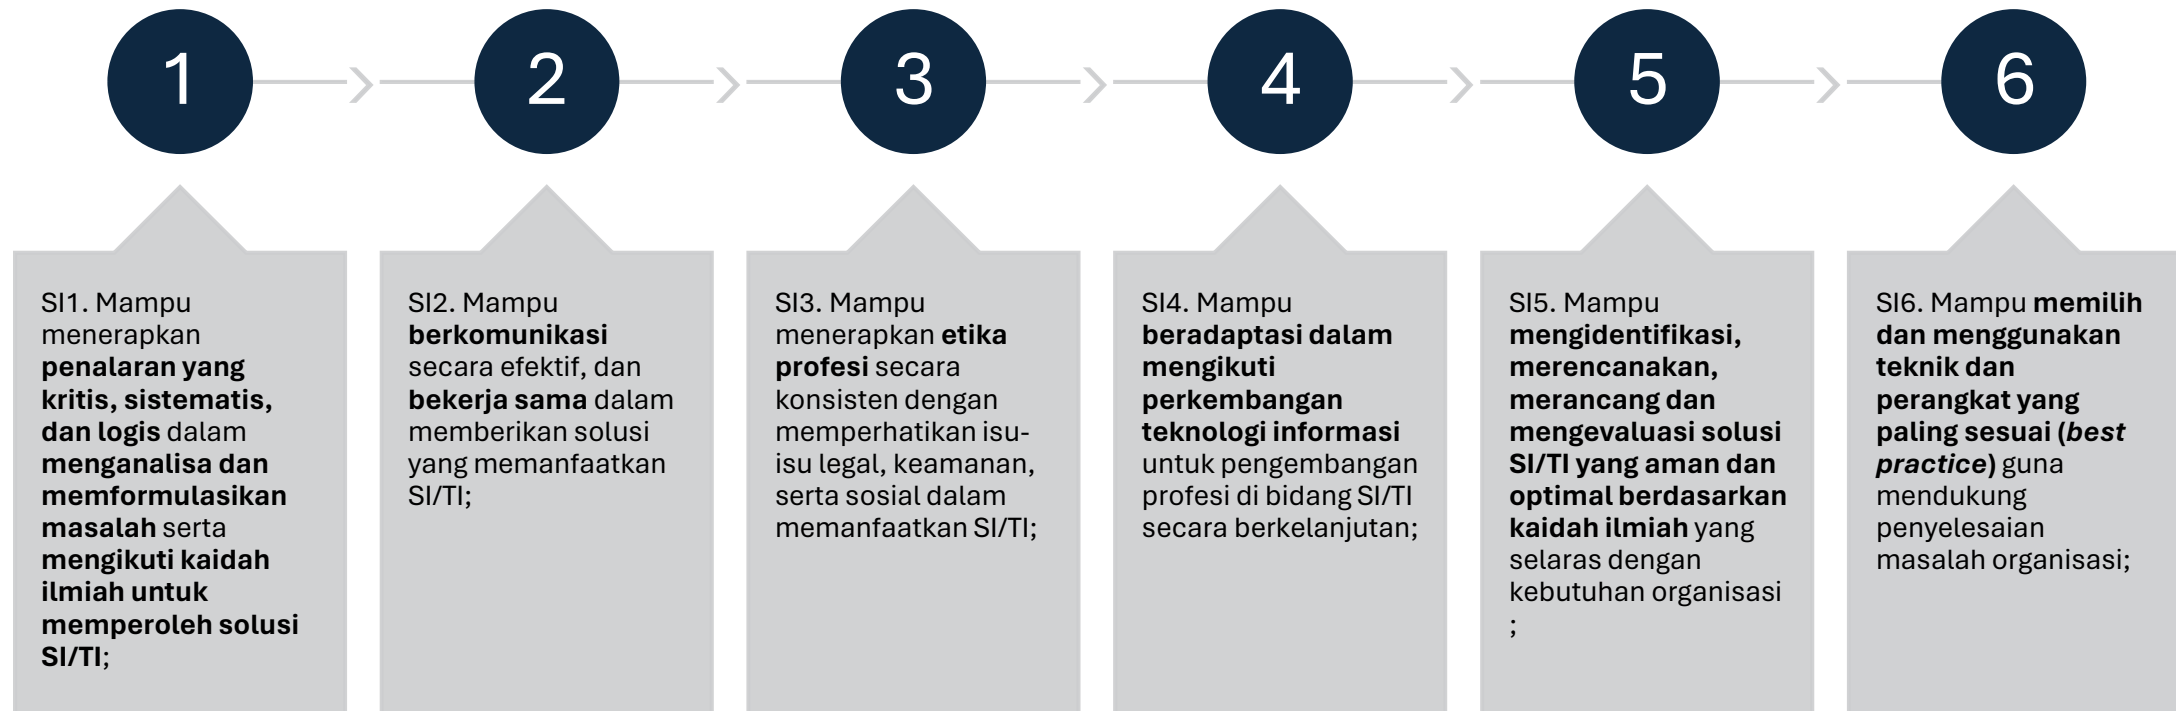 1
2
3
4
5
6
SI1. Mampu
menerapkan
penalaran yang
kritis, sistematis,
dan logis dalam
menganalisa dan
memformulasikan
masalah serta
mengikuti kaidah
ilmiah untuk
memperoleh solusi
SI/TI;
SI2. Mampu
berkomunikasi
secara efektif, dan
bekerja sama dalam
memberikan solusi
yang memanfaatkan
SI/TI;
SI3. Mampu
menerapkan etika
profesi secara
konsisten dengan
memperhatikan isu-
isu legal, keamanan,
serta sosial dalam
memanfaatkan SI/TI;
SI4. Mampu
beradaptasi dalam
mengikuti
perkembangan
teknologi informasi
untuk pengembangan
profesi di bidang SI/TI
secara berkelanjutan;
SI5. Mampu
mengidentifikasi,
merencanakan,
merancang dan
mengevaluasi solusi
SI/TI yang aman dan
optimal berdasarkan
kaidah ilmiah yang
selaras dengan
kebutuhan organisasi
;
SI6. Mampu memilih
dan menggunakan
teknik dan
perangkat yang
paling sesuai (best
practice) guna
mendukung
penyelesaian
masalah organisasi;